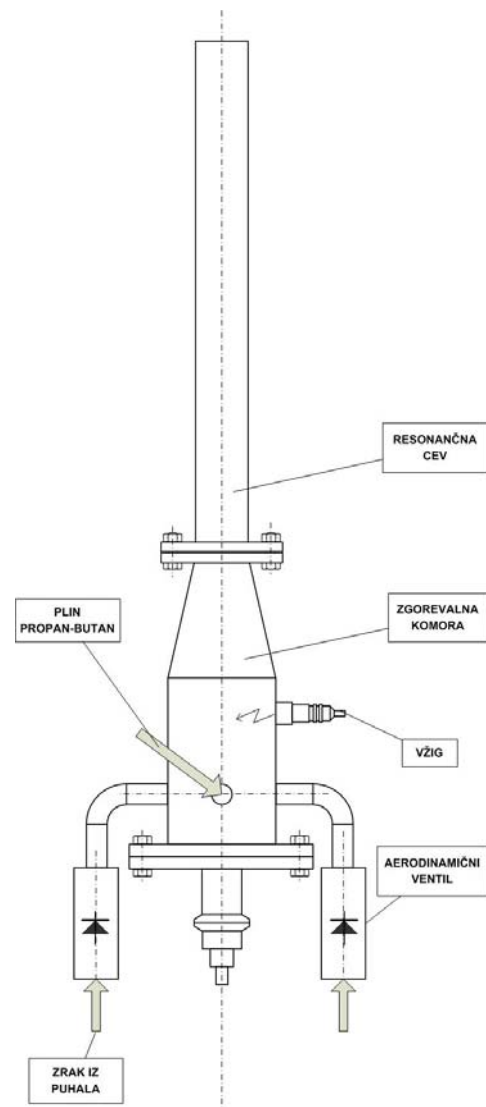 RESONANČNA
CEV
PLIN
PROPAN-BUTAN
ZGOREVALNA
KOMORA
VŽIG
AERODINAMIČNI
VENTIL
ZRAK IZ
PUHALA